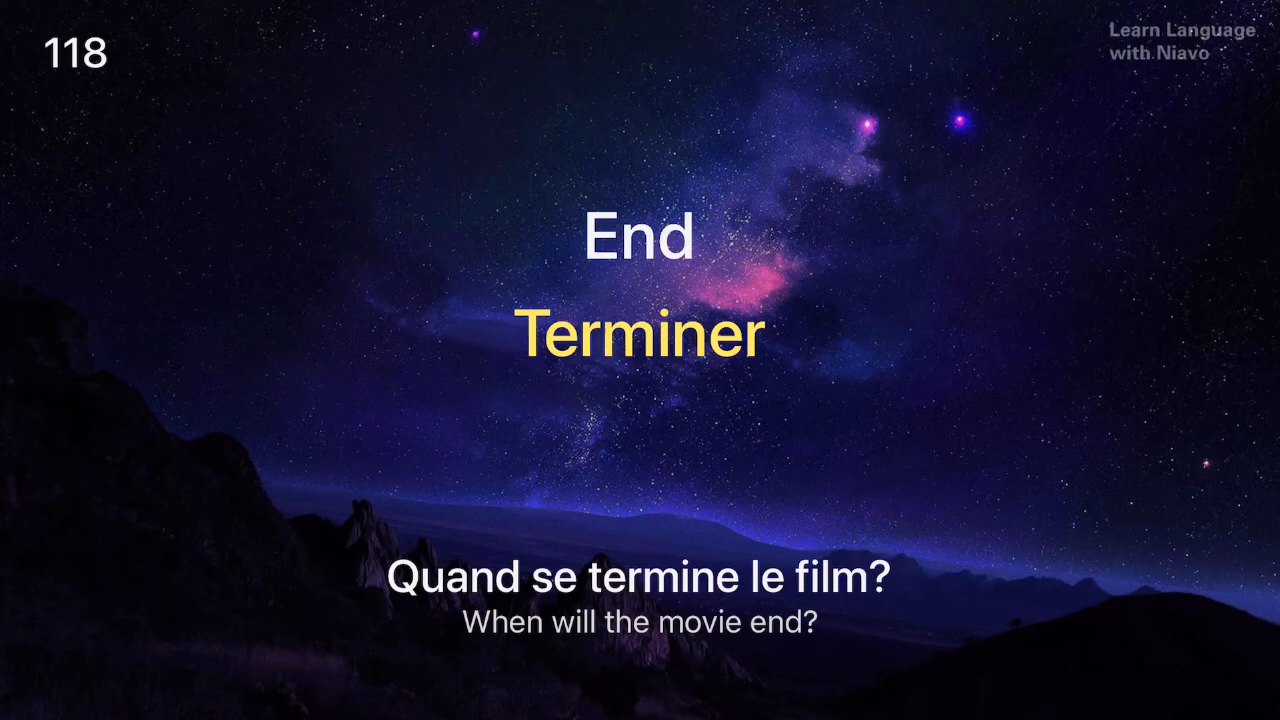 118
Learn Language
with Niavo
End
Terminer
Quand se termine le film?
When will the movie end?